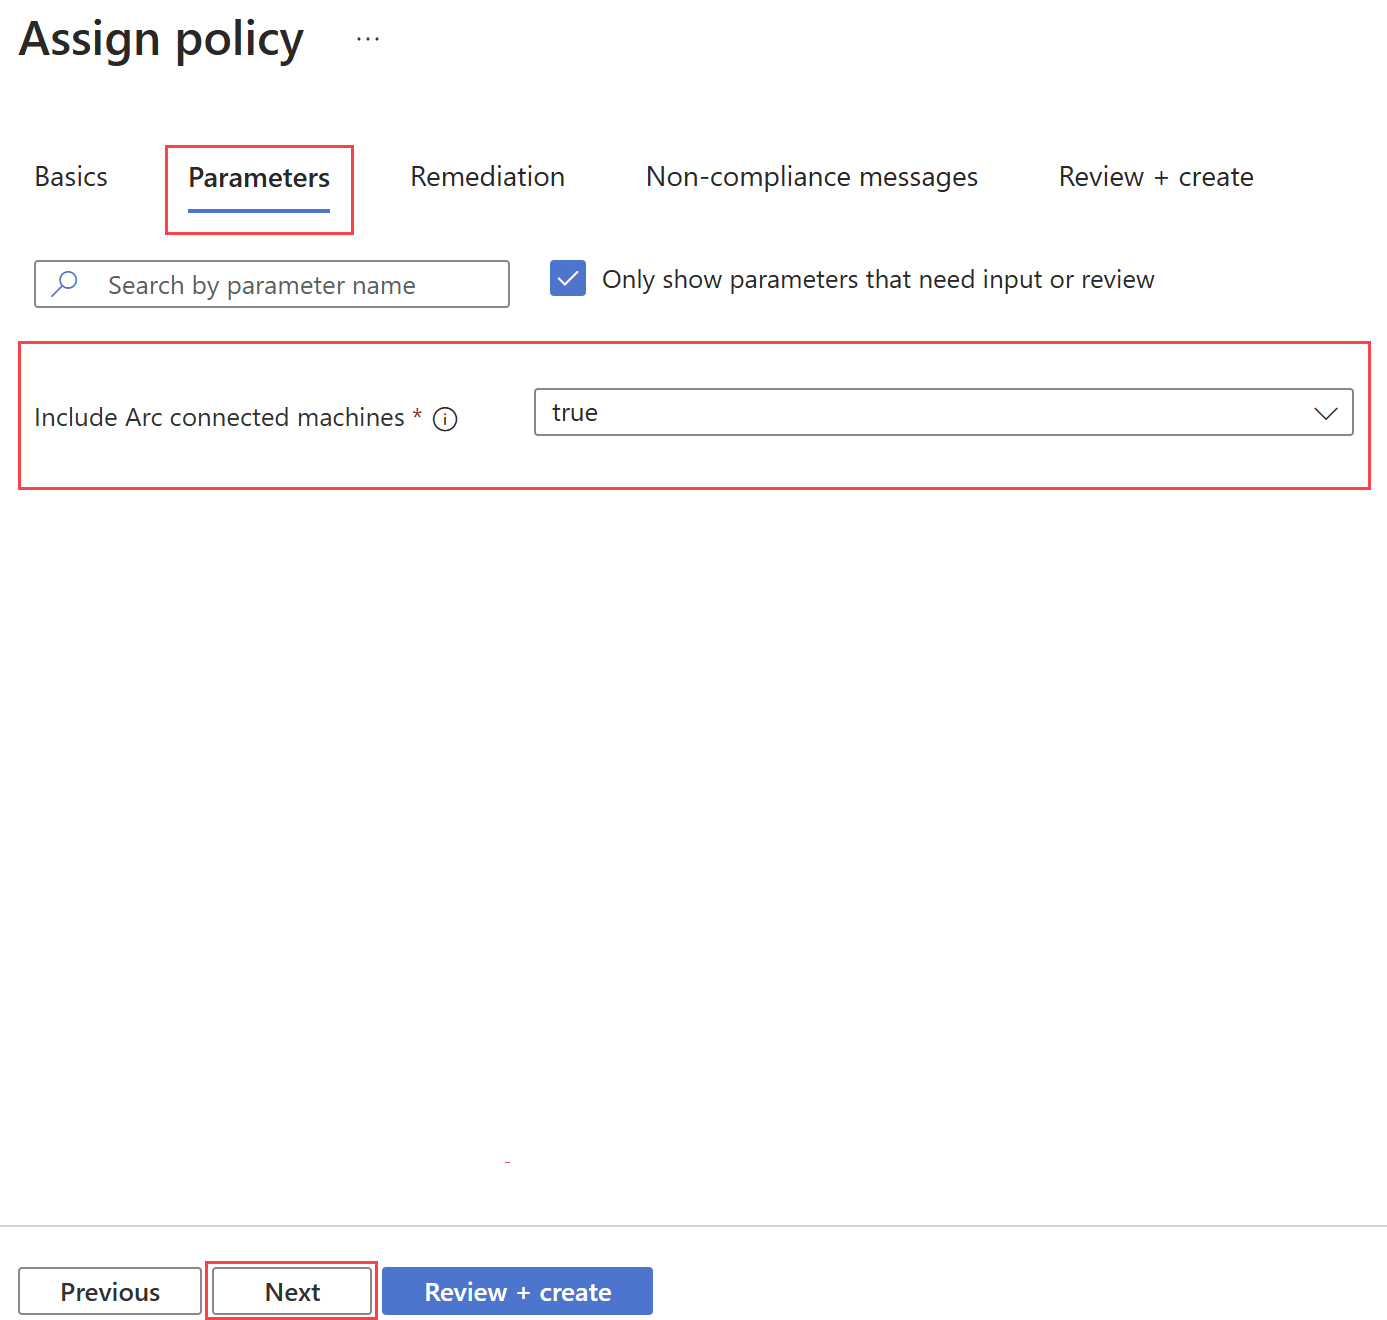 Assign policy ...
Basics Parameters Remediation Non-compliance messages Review + create
Search by parameter name Only show parameters that need input or review
Include Arc connected machines * true
Previous Next Review + create